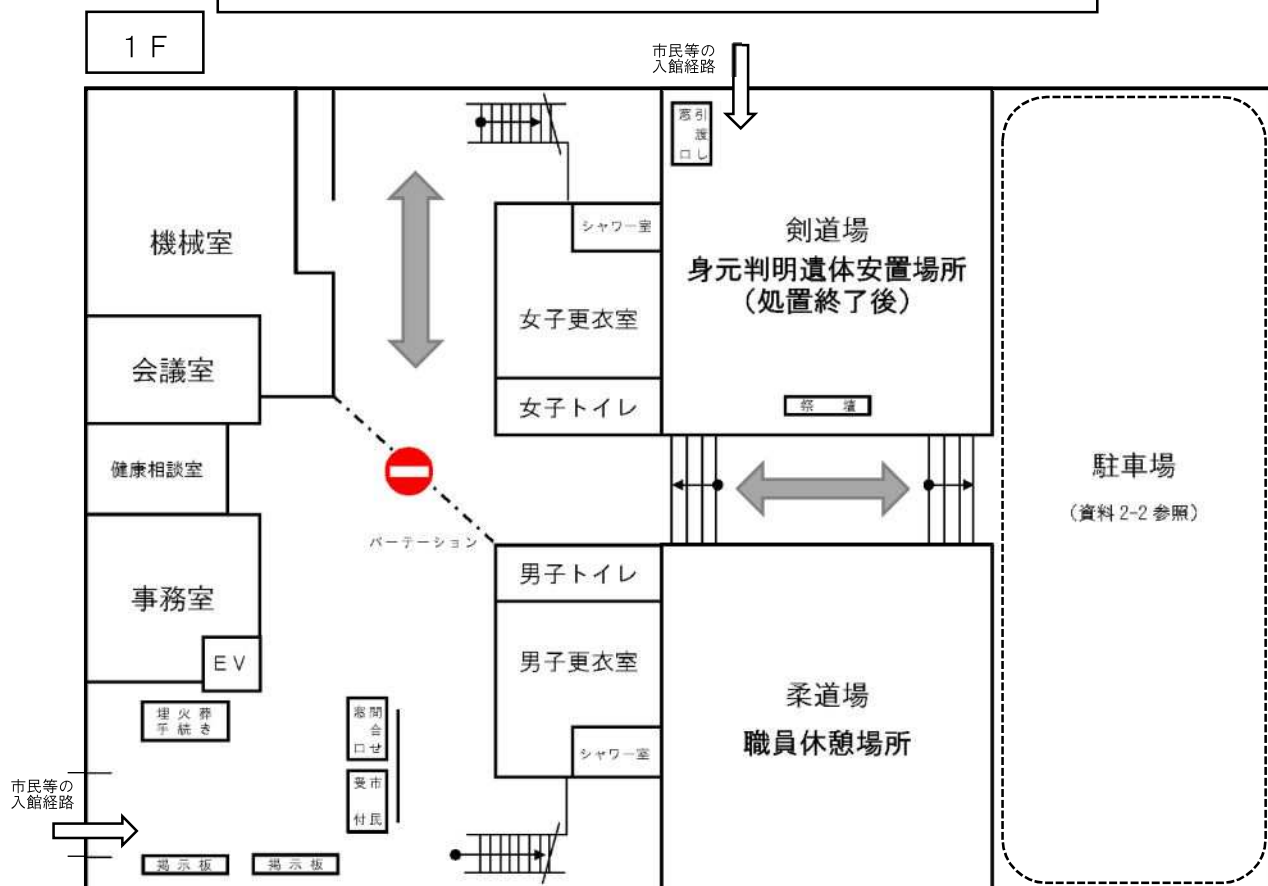 1F
市民等の
入館経路
引渡し
窓口
シャワー室
剣道場
身元判明遺体安置場所
(処置終了後)
機械室
女子更衣室
会議室
女子トイレ
祭壇
健康相談室
駐車場
(資料2-2参照)
パーテーション
男子トイレ
事務室
EV
男子更衣室
柔道場
職員休憩場所
埋火葬
手続き
問合せ
窓口
シャワー室
市民
受付
市民等の
入館経路
掲示板
掲示板